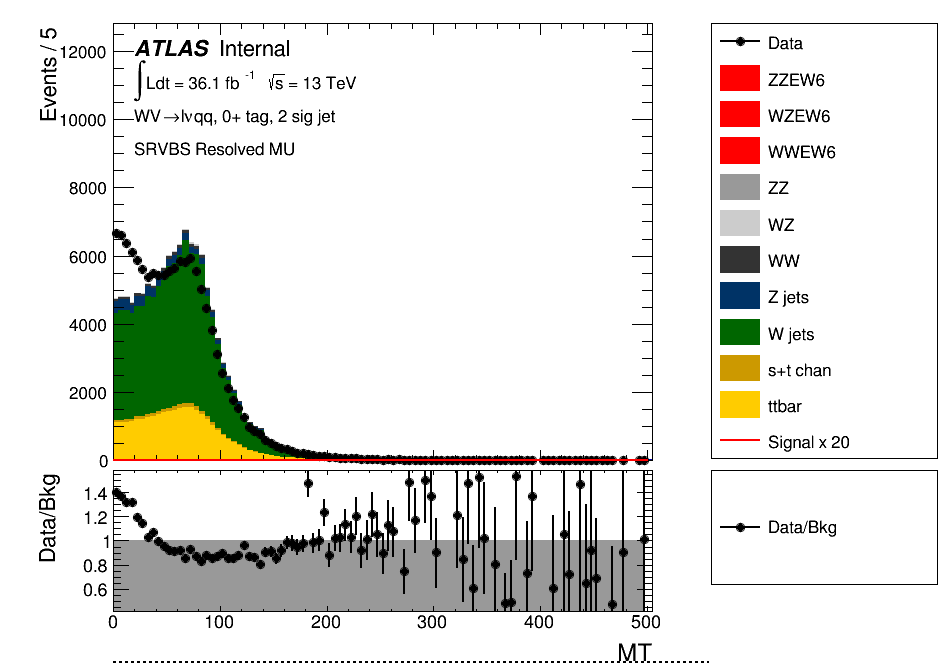 ATLAS Internal
∫Ldt = 36.1 fb⁻¹ √s = 13 TeV
WV→lνqq, 0+ tag, 2 sig jet
SRVBS Resolved MU
Events / 5
12000
10000
8000
6000
4000
2000
0
Data
ZZEW6
WZEW6
WWEW6
ZZ
WZ
WW
Z jets
W jets
s+t chan
ttbar
Signal x 20
Data/Bkg
1.4
1.2
1
0.8
0.6
0 100 200 300 400 500
MT
Data/Bkg